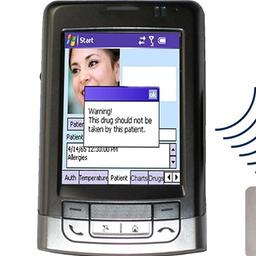 Start
ok
Warning!
This drug should not be
taken by this patient.
4/14/65 12:30:00 PM
Allergies
Auth Temperature Patient Charts Drugs